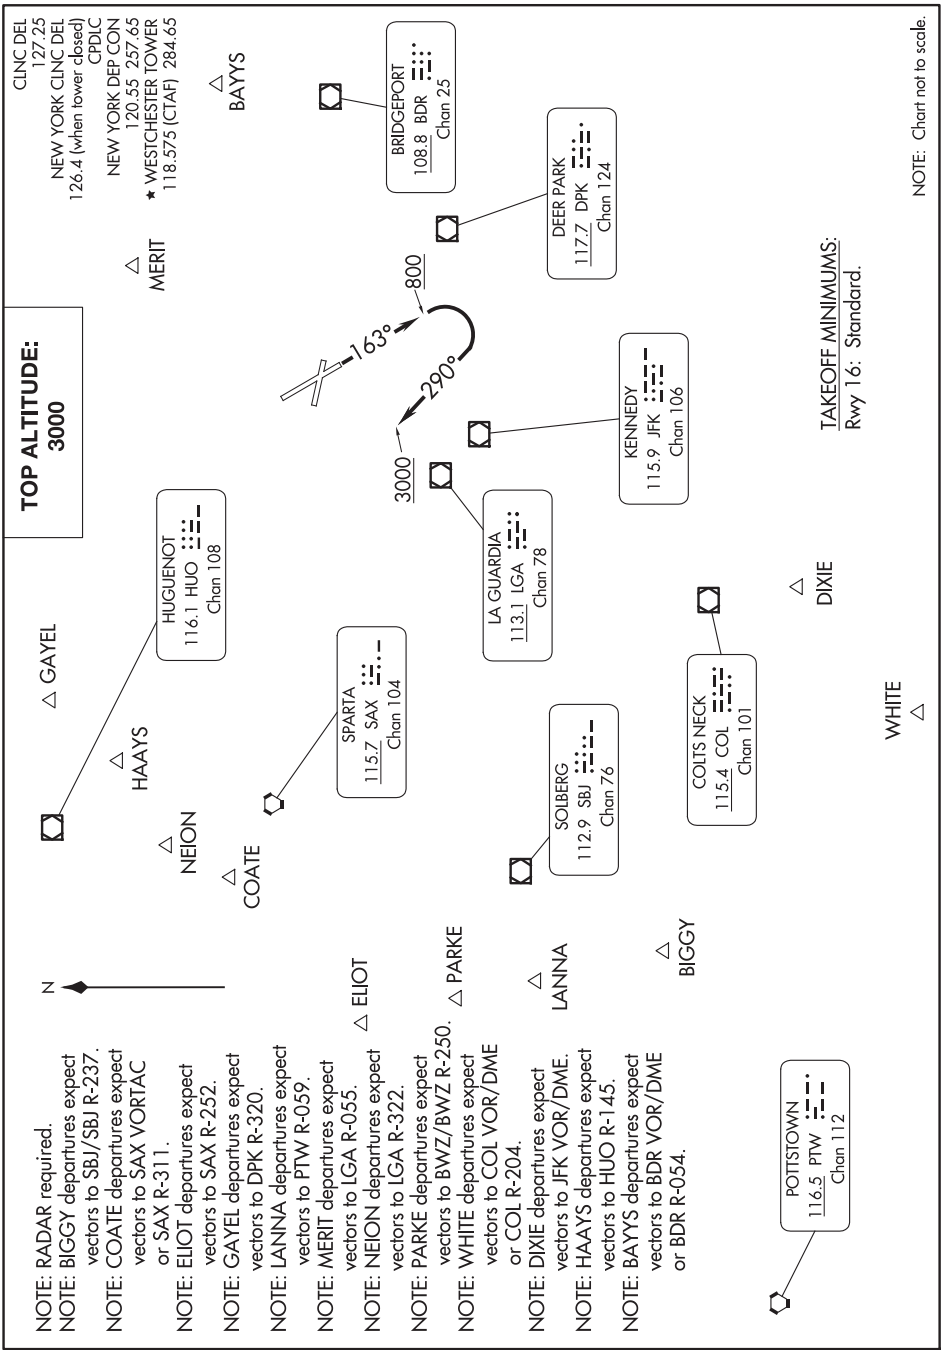 TOP ALTITUDE:
3000
CLNC DEL
127.25
NEW YORK CLNC DEL
126.4 (when tower closed)
CPDLC
NEW YORK DEP CON
120.55 257.65
★ WESTCHESTER TOWER
118.575 (CTAF) 284.65
NOTE: RADAR required.
NOTE: BIGGY departures expect
vectors to SBJ/SBJ R-237.
NOTE: COATE departures expect
vectors to SAX VORTAC
or SAX R-311.
NOTE: ELIOT departures expect
vectors to SAX R-252.
NOTE: GAYEL departures expect
vectors to DPK R-320.
NOTE: LANNA departures expect
vectors to PTW R-059.
NOTE: MERIT departures expect
vectors to LGA R-055.
NOTE: NEION departures expect
vectors to LGA R-322.
NOTE: PARKE departures expect
vectors to BWZ/BWZ R-250.
NOTE: WHITE departures expect
vectors to COL VOR/DME
or COL R-204.
NOTE: DIXIE departures expect
vectors to JFK VOR/DME.
NOTE: HAAYS departures expect
vectors to HUO R-145.
NOTE: BAYYS departures expect
vectors to BDR VOR/DME
or BDR R-054.
N
GAYEL
HAAYS
NEION
COATE
ELIOT
PARKE
LANNA
BIGGY
HUGUENOT
116.1 HUO
Chan 108
SPARTA
115.7 SAX
Chan 104
MERIT
BAYYS
BRIDGEPORT
108.8 BDR
Chan 25
DEER PARK
117.7 DPK
Chan 124
163°
800
290°
3000
LA GUARDIA
113.1 LGA
Chan 78
KENNEDY
115.9 JFK
Chan 106
SOLBERG
112.9 SBJ
Chan 76
COLTS NECK
115.4 COL
Chan 101
DIXIE
WHITE
POTTSTOWN
116.5 PTW
Chan 112
TAKEOFF MINIMUMS:
Rwy 16: Standard.
NOTE: Chart not to scale.